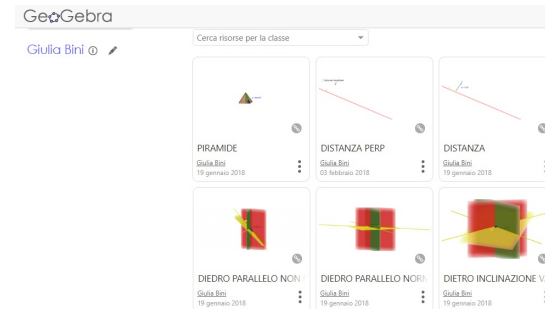 GeoGebra
Giulia Bini
Cerca risorse per la classe
PIRAMIDE
Giulia Bini
19 gennaio 2018
DISTANZA PERP
Giulia Bini
03 febbraio 2018
DISTANZA
Giulia Bini
19 gennaio 2018
DIEDRO PARALLELO NON
Giulia Bini
19 gennaio 2018
DIEDRO PARALLELO NORM
Giulia Bini
19 gennaio 2018
DIETRO INCLINAZIONE V
Giulia Bini
19 gennaio 2018